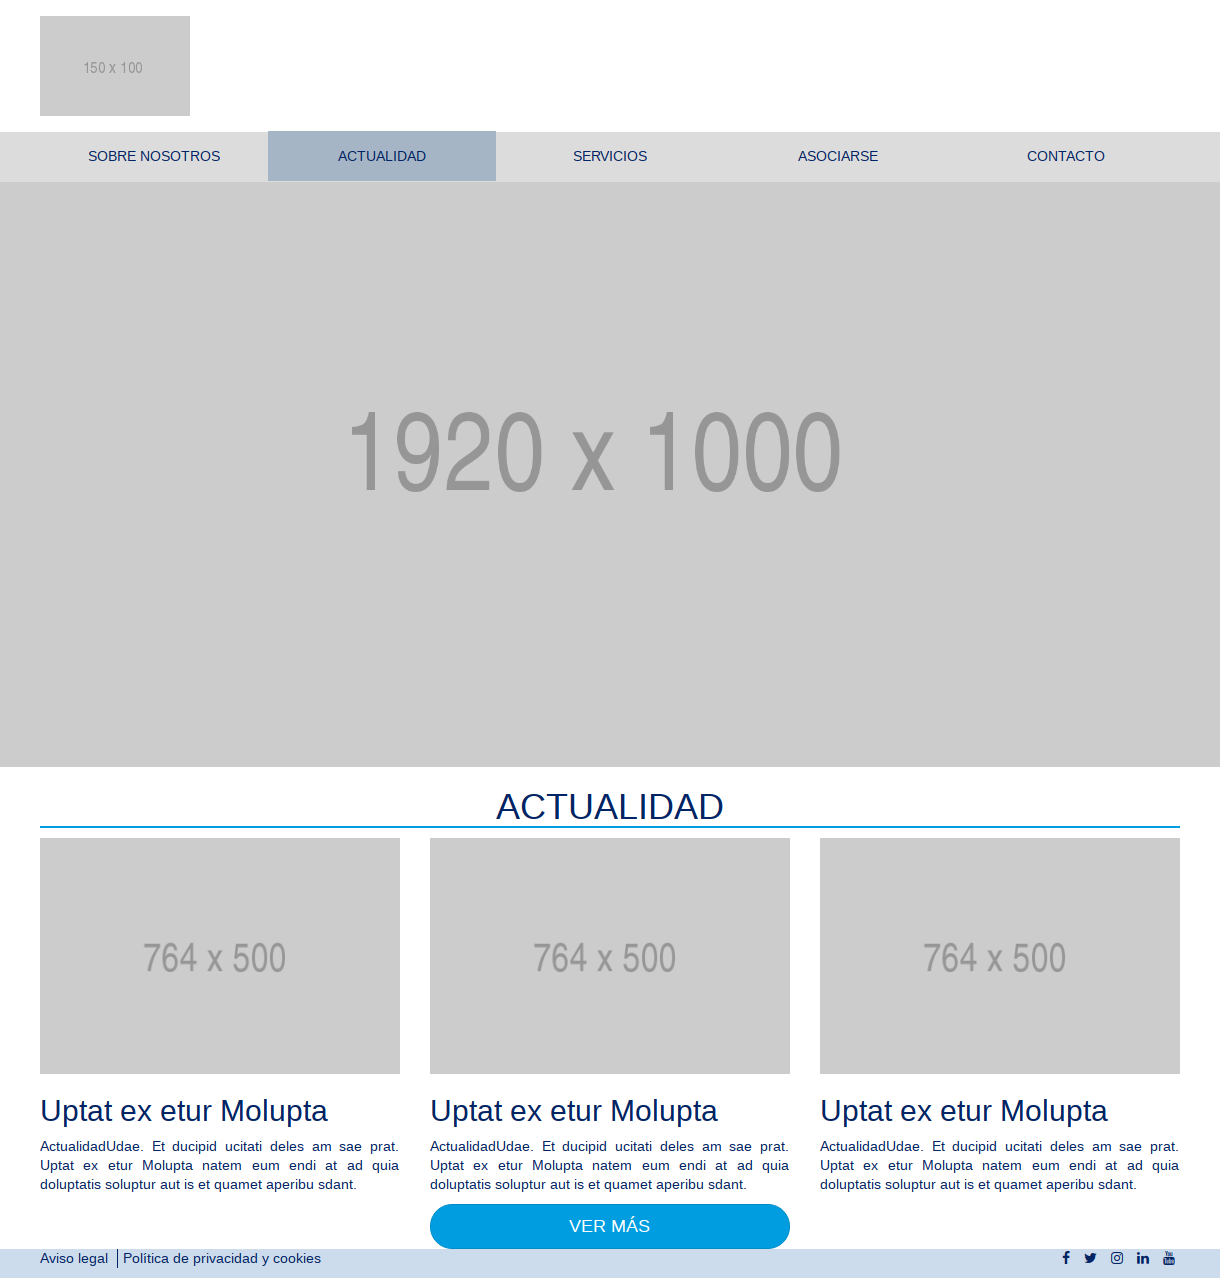 150 x 100
SOBRE NOSOTROS ACTUALIDAD SERVICIOS ASOCIARSE CONTACTO
1920 x 1000
ACTUALIDAD
764 x 500 764 x 500 764 x 500
Uptat ex etur Molupta
ActualidadUdae. Et ducipid ucitati deles am sae prat.
Uptat ex etur Molupta natem eum endi at ad quia
doluptatis soluptur aut is et quamet aperibu sdant.
Uptat ex etur Molupta
ActualidadUdae. Et ducipid ucitati deles am sae prat.
Uptat ex etur Molupta natem eum endi at ad quia
doluptatis soluptur aut is et quamet aperibu sdant.
Uptat ex etur Molupta
ActualidadUdae. Et ducipid ucitati deles am sae prat.
Uptat ex etur Molupta natem eum endi at ad quia
doluptatis soluptur aut is et quamet aperibu sdant.
VER MÁS
Aviso legal Política de privacidad y cookies